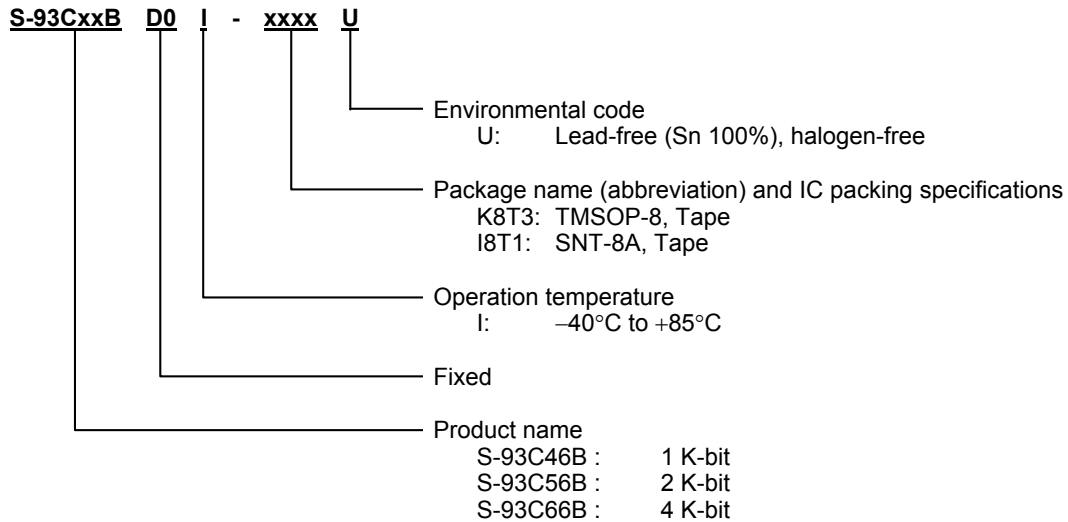 S-93CxxB D0 I - xxxx U
Environmental code
U: Lead-free (Sn 100%), halogen-free
Package name (abbreviation) and IC packing specifications
K8T3: TMSOP-8, Tape
I8T1: SNT-8A, Tape
Operation temperature
I: −40°C to +85°C
Fixed
Product name
S-93C46B : 1 K-bit
S-93C56B : 2 K-bit
S-93C66B : 4 K-bit